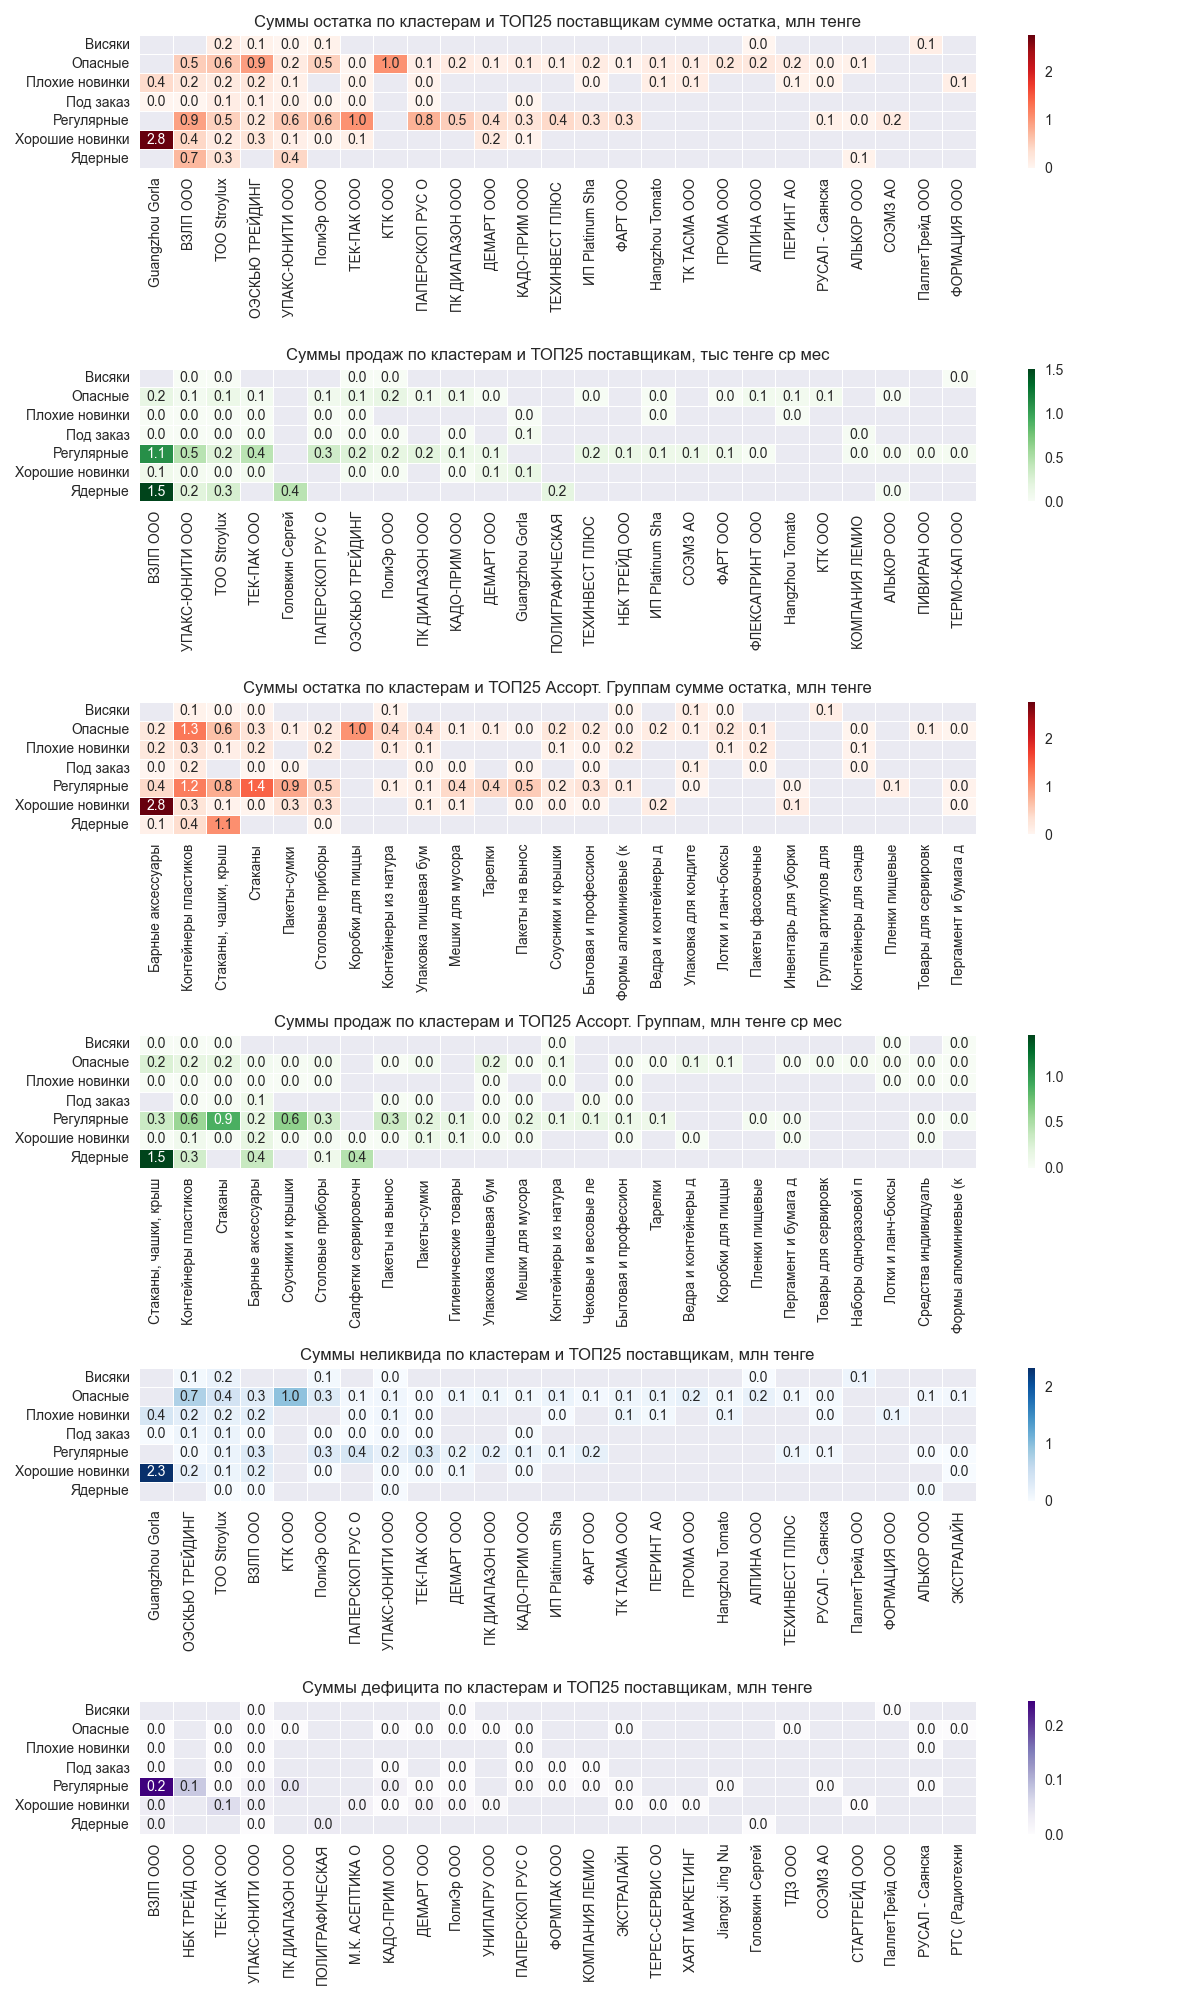 Суммы остатка по кластерам и ТОП25 поставщикам сумме остатка, млн тенге
Висяки 0.2 0.1 0.0 0.1 0.0 0.1
Опасные 0.5 0.6 0.9 0.2 0.5 0.0 1.0 0.1 0.2 0.1 0.1 0.1 0.2 0.1 0.1 0.1 0.2 0.2 0.2 0.0 0.1
Плохие новинки 0.4 0.2 0.2 0.2 0.1 0.0 0.0 0.0 0.1 0.1 0.1 0.0 0.1
Под заказ 0.0 0.0 0.1 0.1 0.0 0.0 0.0 0.0 0.0
Регулярные 0.9 0.5 0.2 0.6 0.6 1.0 0.8 0.5 0.4 0.3 0.4 0.3 0.3 0.1 0.0 0.2
Хорошие новинки 2.8 0.4 0.2 0.3 0.1 0.0 0.1 0.2 0.1
Ядерные 0.7 0.3 0.4 0.1
2
1
0
Guangzhou Gorla
ВЗЛП ООО
ТОО Stroylux
ОЭСКЬЮ ТРЕЙДИНГ
УПАКС-ЮНИТИ ООО
ПолиЭр ООО
ТЕК-ПАК ООО
КТК ООО
ПАПЕРСКОП РУС О
ПК ДИАПАЗОН ООО
ДЕМАРТ ООО
КАДО-ПРИМ ООО
ТЕХИНВЕСТ ПЛЮС
ИП Platinum Sha
ФАРТ ООО
Hangzhou Tomato
ТК ТАСМА ООО
ПРОМА ООО
АЛПИНА ООО
ПЕРИНТ АО
РУСАЛ - Саянска
АЛЬКОР ООО
СОЭМЗ АО
ПаллетТрейд ООО
ФОРМАЦИЯ ООО
Суммы продаж по кластерам и ТОП25 поставщикам, тыс тенге ср мес
Висяки 0.0 0.0 0.0 0.0 0.0
Опасные 0.2 0.1 0.1 0.1 0.1 0.1 0.2 0.1 0.1 0.0 0.0 0.0 0.0 0.1 0.1 0.1 0.0
Плохие новинки 0.0 0.0 0.0 0.0 0.0 0.0 0.0 0.0 0.0
Под заказ 0.0 0.0 0.0 0.0 0.0 0.0 0.0 0.0 0.1 0.0
Регулярные 1.1 0.5 0.2 0.4 0.3 0.2 0.2 0.2 0.1 0.1 0.2 0.1 0.1 0.1 0.1 0.0 0.0 0.0 0.0 0.0
Хорошие новинки 0.1 0.0 0.0 0.0 0.0 0.0 0.0 0.1 0.1
Ядерные 1.5 0.2 0.3 0.4 0.2 0.0
1.5
1.0
0.5
0.0
ВЗЛП ООО
УПАКС-ЮНИТИ ООО
ТОО Stroylux
ТЕК-ПАК ООО
Головкин Сергей
ПАПЕРСКОП РУС О
ОЭСКЬЮ ТРЕЙДИНГ
ПолиЭр ООО
ПК ДИАПАЗОН ООО
КАДО-ПРИМ ООО
ДЕМАРТ ООО
Guangzhou Gorla
ПОЛИГРАФИЧЕСКАЯ
ТЕХИНВЕСТ ПЛЮС
НБК ТРЕЙД ООО
ИП Platinum Sha
СОЭМЗ АО
ФАРТ ООО
ФЛЕКСАПРИНТ ООО
Hangzhou Tomato
КТК ООО
КОМПАНИЯ ЛЕМИО
АЛЬКОР ООО
ПИВИРАН ООО
ТЕРМО-КАП ООО
Суммы остатка по кластерам и ТОП25 Ассорт. Группам сумме остатка, млн тенге
Висяки 0.1 0.0 0.0 0.1 0.0 0.1 0.0 0.1
Опасные 0.2 1.3 0.6 0.3 0.1 0.2 1.0 0.4 0.4 0.1 0.1 0.0 0.2 0.2 0.0 0.2 0.1 0.2 0.1 0.0 0.1 0.0
Плохие новинки 0.2 0.3 0.1 0.2 0.2 0.1 0.1 0.1 0.0 0.2 0.1 0.2 0.1
Под заказ 0.0 0.2 0.0 0.0 0.0 0.0 0.0 0.0 0.1 0.0 0.0
Регулярные 0.4 1.2 0.8 1.4 0.9 0.5 0.1 0.1 0.4 0.4 0.5 0.2 0.3 0.1 0.0 0.0 0.1 0.0
Хорошие новинки 2.8 0.3 0.1 0.0 0.3 0.3 0.1 0.1 0.0 0.0 0.0 0.2 0.1 0.0
Ядерные 0.1 0.4 1.1 0.0
2
1
0
Барные аксессуары
Контейнеры пластиков
Стаканы, чашки, крыш
Стаканы
Пакеты-сумки
Столовые приборы
Коробки для пиццы
Контейнеры из натура
Упаковка пищевая бум
Мешки для мусора
Тарелки
Пакеты на вынос
Соусники и крышки
Бытовая и профессион
Формы алюминиевые (к
Ведра и контейнеры д
Упаковка для кондите
Лотки и ланч-боксы
Пакеты фасовочные
Инвентарь для уборки
Группы артикулов для
Контейнеры для сэндв
Пленки пищевые
Товары для сервировк
Пергамент и бумага д
Суммы продаж по кластерам и ТОП25 Ассорт. Группам, млн тенге ср мес
Висяки 0.0 0.0 0.0 0.0 0.0 0.0
Опасные 0.2 0.2 0.2 0.0 0.0 0.0 0.0 0.0 0.2 0.0 0.1 0.0 0.0 0.1 0.1 0.0 0.0 0.0 0.0 0.0 0.0
Плохие новинки 0.0 0.0 0.0 0.0 0.0 0.0 0.0 0.0 0.0 0.0 0.0 0.0
Под заказ 0.0 0.0 0.1 0.0 0.0 0.0 0.0 0.0 0.0
Регулярные 0.3 0.6 0.9 0.2 0.6 0.3 0.3 0.2 0.1 0.0 0.2 0.1 0.1 0.1 0.1 0.0 0.0 0.0 0.0
Хорошие новинки 0.0 0.1 0.0 0.2 0.0 0.0 0.0 0.0 0.1 0.1 0.0 0.0 0.0 0.0 0.0 0.0
Ядерные 1.5 0.3 0.4 0.1 0.4
1.0
0.5
0.0
Стаканы, чашки, крыш
Контейнеры пластиков
Стаканы
Барные аксессуары
Соусники и крышки
Столовые приборы
Салфетки сервировочн
Пакеты на вынос
Пакеты-сумки
Гигиенические товары
Упаковка пищевая бум
Мешки для мусора
Контейнеры из натура
Чековые и весовые ле
Бытовая и профессион
Тарелки
Ведра и контейнеры д
Коробки для пиццы
Пленки пищевые
Пергамент и бумага д
Товары для сервировк
Наборы одноразовой п
Лотки и ланч-боксы
Средства индивидуаль
Формы алюминиевые (к
Суммы неликвида по кластерам и ТОП25 поставщикам, млн тенге
Висяки 0.1 0.2 0.1 0.0 0.0 0.1
Опасные 0.7 0.4 0.3 1.0 0.3 0.1 0.1 0.0 0.1 0.1 0.1 0.1 0.1 0.1 0.1 0.2 0.1 0.2 0.1 0.0 0.1 0.1
Плохие новинки 0.4 0.2 0.2 0.2 0.0 0.1 0.0 0.0 0.1 0.1 0.1 0.0 0.1
Под заказ 0.0 0.1 0.1 0.0 0.0 0.0 0.0 0.0
Регулярные 0.0 0.1 0.3 0.3 0.4 0.2 0.3 0.2 0.2 0.1 0.1 0.2 0.1 0.1 0.0 0.0
Хорошие новинки 2.3 0.2 0.1 0.2 0.0 0.0 0.0 0.1 0.0 0.0
Ядерные 0.0 0.0 0.0 0.0
2
1
0
Guangzhou Gorla
ОЭСКЬЮ ТРЕЙДИНГ
ТОО Stroylux
ВЗЛП ООО
КТК ООО
ПолиЭр ООО
ПАПЕРСКОП РУС О
УПАКС-ЮНИТИ ООО
ТЕК-ПАК ООО
ДЕМАРТ ООО
ПК ДИАПАЗОН ООО
КАДО-ПРИМ ООО
ИП Platinum Sha
ФАРТ ООО
ТК ТАСМА ООО
ПЕРИНТ АО
ПРОМА ООО
Hangzhou Tomato
АЛПИНА ООО
ТЕХИНВЕСТ ПЛЮС
РУСАЛ - Саянска
ПаллетТрейд ООО
ФОРМАЦИЯ ООО
АЛЬКОР ООО
ЭКСТРАЛАЙН
Суммы дефицита по кластерам и ТОП25 поставщикам, млн тенге
Висяки 0.0 0.0 0.0
Опасные 0.0 0.0 0.0 0.0 0.0 0.0 0.0 0.0 0.0 0.0 0.0 0.0 0.0
Плохие новинки 0.0 0.0 0.0 0.0 0.0
Под заказ 0.0 0.0 0.0 0.0 0.0 0.0 0.0 0.0
Регулярные 0.2 0.1 0.0 0.0 0.0 0.0 0.0 0.0 0.0 0.0 0.0 0.0 0.0 0.0 0.0 0.0
Хорошие новинки 0.0 0.1 0.0 0.0 0.0 0.0 0.0 0.0 0.0 0.0 0.0 0.0
Ядерные 0.0 0.0 0.0 0.0
0.2
0.1
0.0
ВЗЛП ООО
НБК ТРЕЙД ООО
ТЕК-ПАК ООО
УПАКС-ЮНИТИ ООО
ПК ДИАПАЗОН ООО
ПОЛИГРАФИЧЕСКАЯ
М.К. АСЕПТИКА О
КАДО-ПРИМ ООО
ДЕМАРТ ООО
ПолиЭр ООО
УНИПАПРУ ООО
ПАПЕРСКОП РУС О
ФОРМПАК ООО
КОМПАНИЯ ЛЕМИО
ЭКСТРАЛАЙН
ТЕРЕС-СЕРВИС ОО
ХАЯТ МАРКЕТИНГ
Jiangxi Jing Nu
Головкин Сергей
ТДЗ ООО
СОЭМЗ АО
СТАРТРЕЙД ООО
ПаллетТрейд ООО
РУСАЛ - Саянска
РТС (Радиотехни